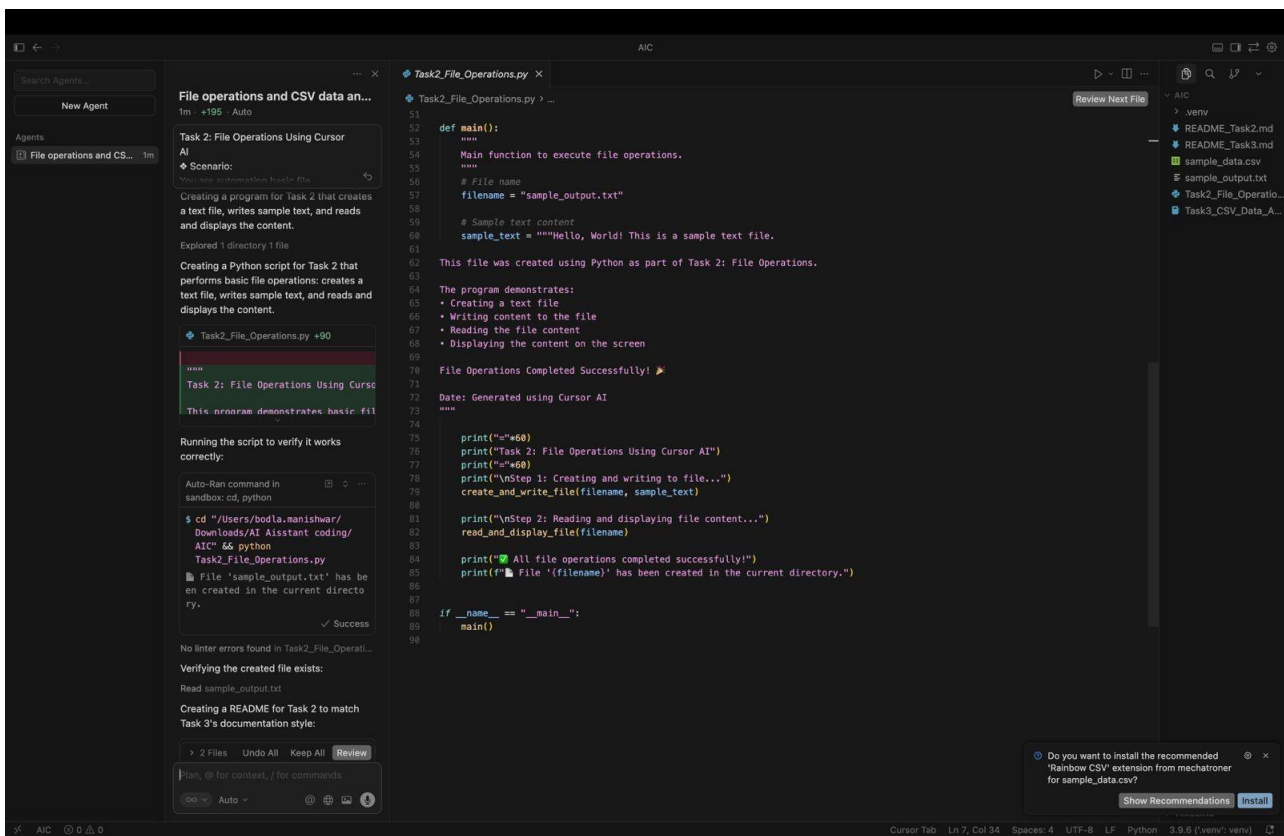 AIC
Search Agents...
New Agent
Agents
File operations and CS... 1m
File operations and CSV data an...
1m · +195 · Auto
Task 2: File Operations Using Cursor
AI
❖ Scenario:
You are automating basic file
Creating a program for Task 2 that creates
a text file, writes sample text, and reads
and displays the content.
Explored 1 directory 1 file
Creating a Python script for Task 2 that
performs basic file operations: creates a
text file, writes sample text, and reads and
displays the content.
Task2_File_Operations.py +90
"""
Task 2: File Operations Using Curso
This program demonstrates basic fil
Running the script to verify it works
correctly:
Auto-Ran command in
sandbox: cd, python
$ cd "/Users/bodla.manishwar/
Downloads/AI Aisstant coding/
AIC" && python
Task2_File_Operations.py
📄 File 'sample_output.txt' has be
en created in the current directo
ry.
✓ Success
No linter errors found in Task2_File_Operati...
Verifying the created file exists:
Read sample_output.txt
Creating a README for Task 2 to match
Task 3's documentation style:
> 2 Files Undo All Keep All Review
Plan, @ for context, / for commands
∞ Auto
Task2_File_Operations.py
Task2_File_Operations.py > ...
Review Next File
51
52 def main():
53 """
54 Main function to execute file operations.
55 """
56 # File name
57 filename = "sample_output.txt"
58
59 # Sample text content
60 sample_text = """Hello, World! This is a sample text file.
61
62 This file was created using Python as part of Task 2: File Operations.
63
64 The program demonstrates:
65 • Creating a text file
66 • Writing content to the file
67 • Reading the file content
68 • Displaying the content on the screen
69
70 File Operations Completed Successfully! 🎉
71
72 Date: Generated using Cursor AI
73 """
74
75 print("="*60)
76 print("Task 2: File Operations Using Cursor AI")
77 print("="*60)
78 print("\nStep 1: Creating and writing to file...")
79 create_and_write_file(filename, sample_text)
80
81 print("\nStep 2: Reading and displaying file content...")
82 read_and_display_file(filename)
83
84 print("✅ All file operations completed successfully!")
85 print(f"📄 File '{filename}' has been created in the current directory.")
86
87
88 if __name__ == "__main__":
89 main()
90
AIC
.venv
README_Task2.md
README_Task3.md
sample_data.csv
sample_output.txt
Task2_File_Operatio...
Task3_CSV_Data_A...
Do you want to install the recommended
'Rainbow CSV' extension from mechatroner
for sample_data.csv?
Show Recommendations Install
AIC 0 0
Cursor Tab Ln 7, Col 34 Spaces: 4 UTF-8 LF Python 3.9.6 ('.venv': venv)